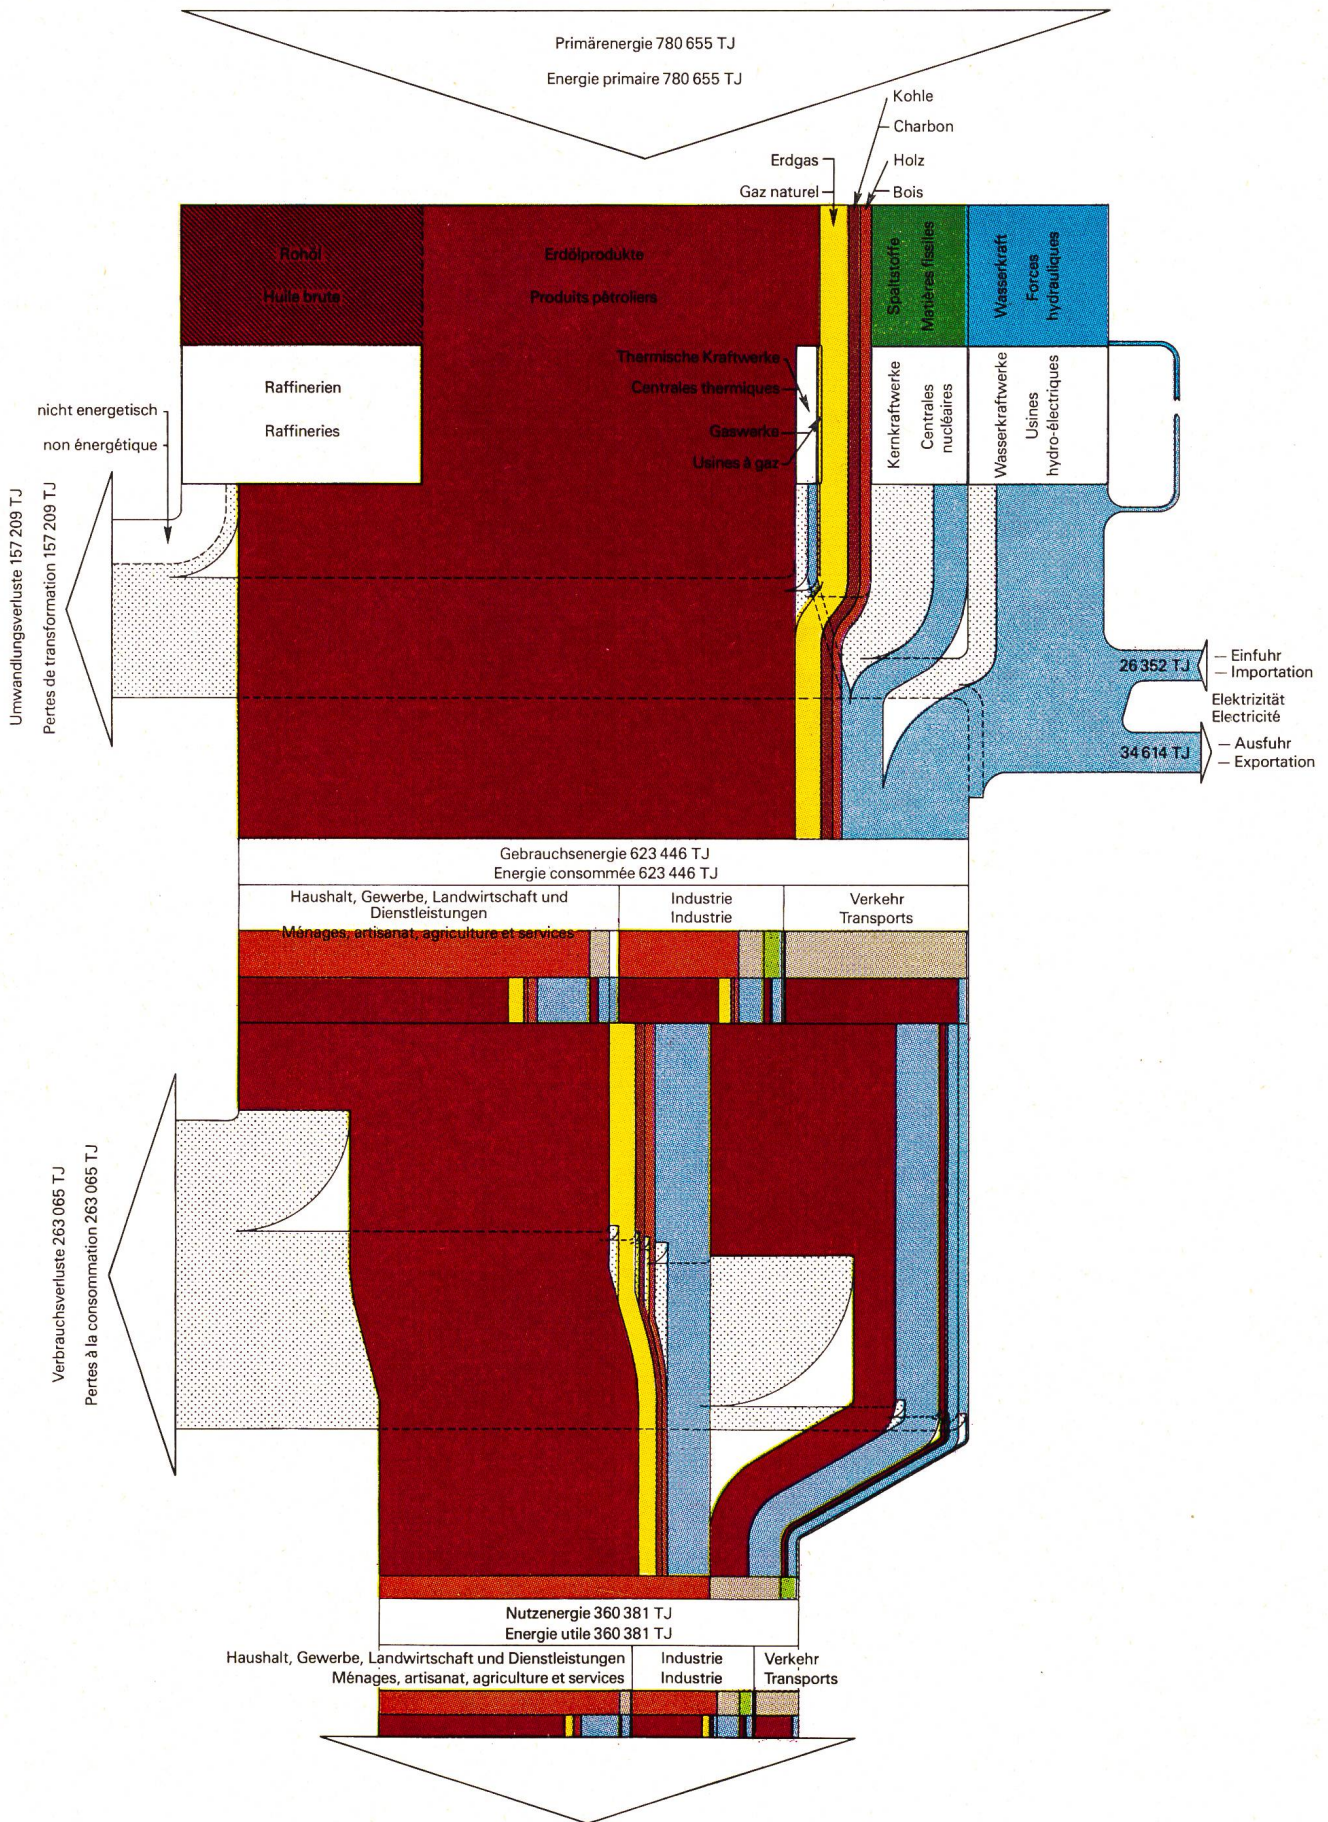 Primärenergie 780 655 TJ
Energie primaire 780 655 TJ
Kohle
Charbon
Erdgas
Holz
Gaz naturel
Bois
Rohöl
Huile brute
Erdölprodukte
Produits pètroliers
Spaltstoffe
Matières fissiles
Wasserkraft
Forces
hydrauliques
Raffinerien
Raffineries
Thermische Kraftwerke
Centrales thermiques
Gaswerke
Usines à gaz
Kernkraftwerke
Centrales
nucléaires
Wasserkraftwerke
Usines
hydro-électriques
nicht energetisch
non énergétique
Umwandlungsverluste 157 209 TJ
Pertes de transformation 157 209 TJ
26 352 TJ
— Einfuhr
— Importation
Elektrizität
Electricité
34 614 TJ
— Ausfuhr
— Exportation
Gebrauchsenergie 623 446 TJ
Energie consommée 623 446 TJ
Haushalt, Gewerbe, Landwirtschaft und
Dienstleistungen
Ménages, artisanat, agriculture et services
Industrie
Industrie
Verkehr
Transports
Verbrauchsverluste 263 065 TJ
Pertes à la consommation 263 065 TJ
Nutzenergie 360 381 TJ
Energie utile 360 381 TJ
Haushalt, Gewerbe, Landwirtschaft und Dienstleistungen
Ménages, artisanat, agriculture et services
Industrie
Industrie
Verkehr
Transports